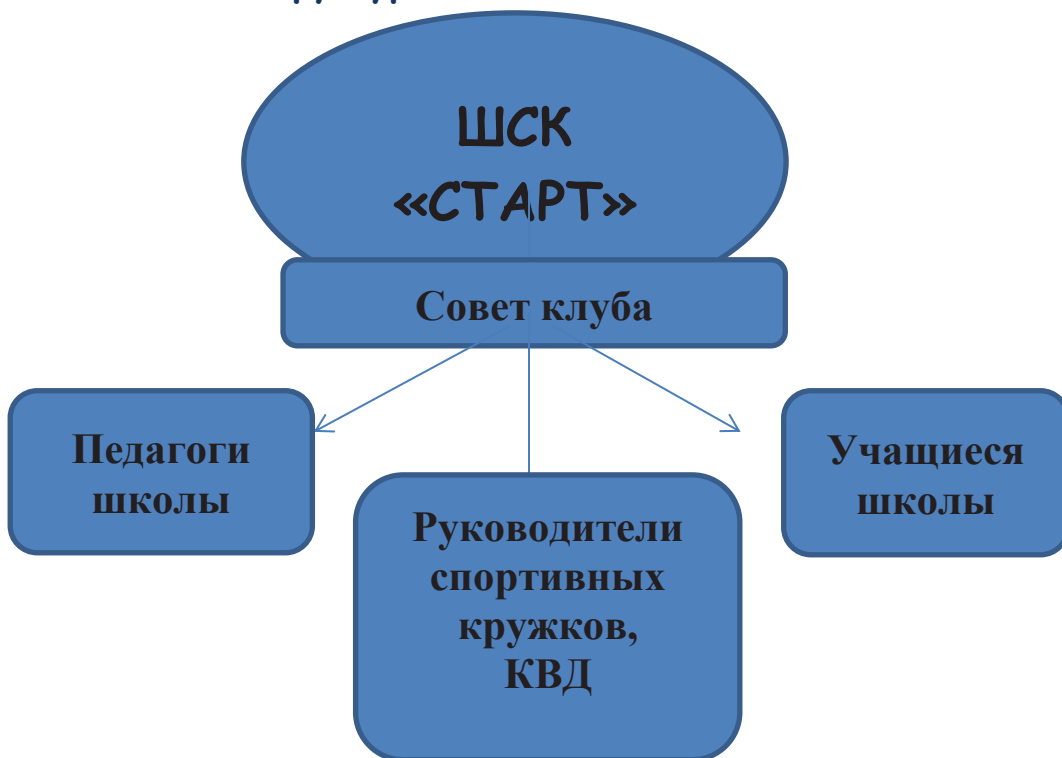 ШСК
«СТАРТ»
Совет клуба
Педагоги
школы
Учащиеся
школы
Руководители
спортивных
кружков,
КВД